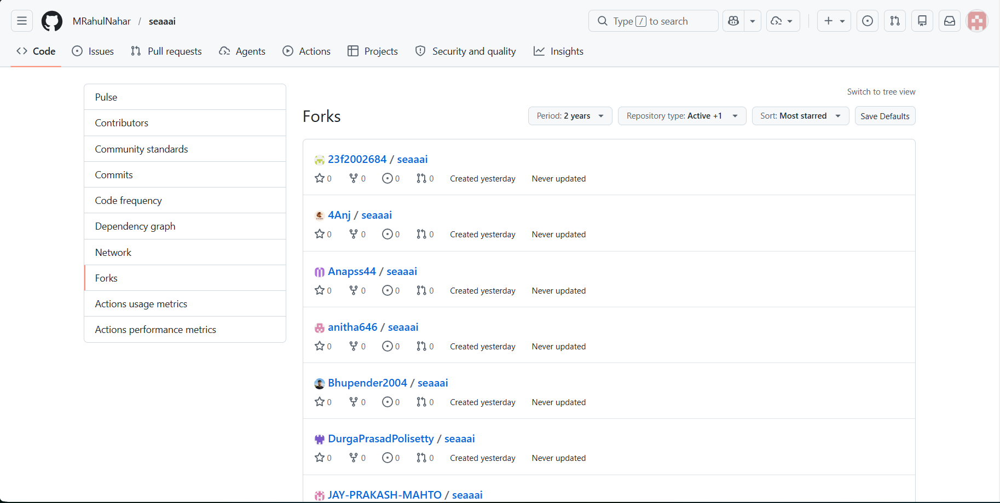 MRahulNahar / seaaai
Type / to search
Code Issues Pull requests Agents Actions Projects Security and quality Insights
Pulse
Contributors
Community standards
Commits
Code frequency
Dependency graph
Network
Forks
Actions usage metrics
Actions performance metrics
Switch to tree view
Forks
Period: 2 years
Repository type: Active +1
Sort: Most starred
Save Defaults
23f2002684 / seaaai
0 0 0 0 Created yesterday Never updated
4Anj / seaaai
0 0 0 0 Created yesterday Never updated
Anapss44 / seaaai
0 0 0 0 Created yesterday Never updated
anitha646 / seaaai
0 0 0 0 Created yesterday Never updated
Bhupender2004 / seaaai
0 0 0 0 Created yesterday Never updated
DurgaPrasadPolisetty / seaaai
0 0 0 0 Created yesterday Never updated
JAY-PRAKASH-MAHTO / seaaai